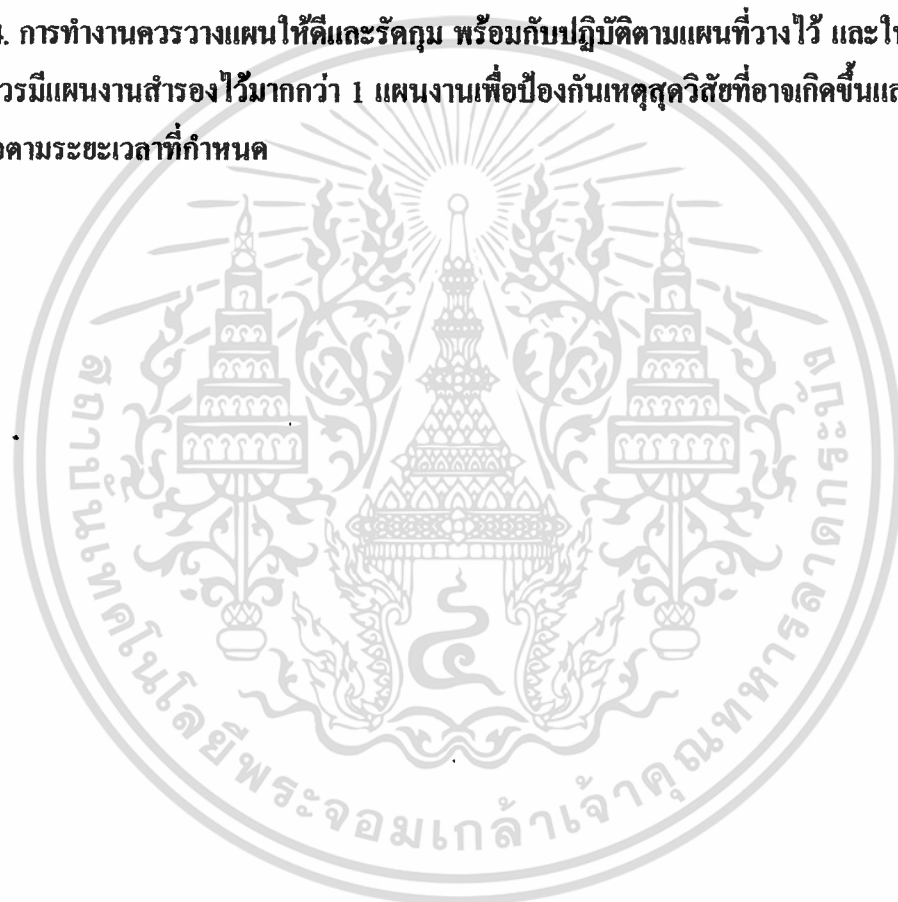 . การทำงานควรวางแผนให้ดีและรัดกุม พร้อมกับปฏิบัติตามแผนที่วางไว้ และ
วรมีแผนงานสำรองไว้มากกว่า 1 แผนงานเพื่อป้องกันเหตุสุดวิสัยที่อาจเกิดขึ้น
ตามระยะเวลาที่กำหนด
สถาบันเทคโนโลยีพระจอมเกล้าเจ้าคุณทหารลาดกระบัง